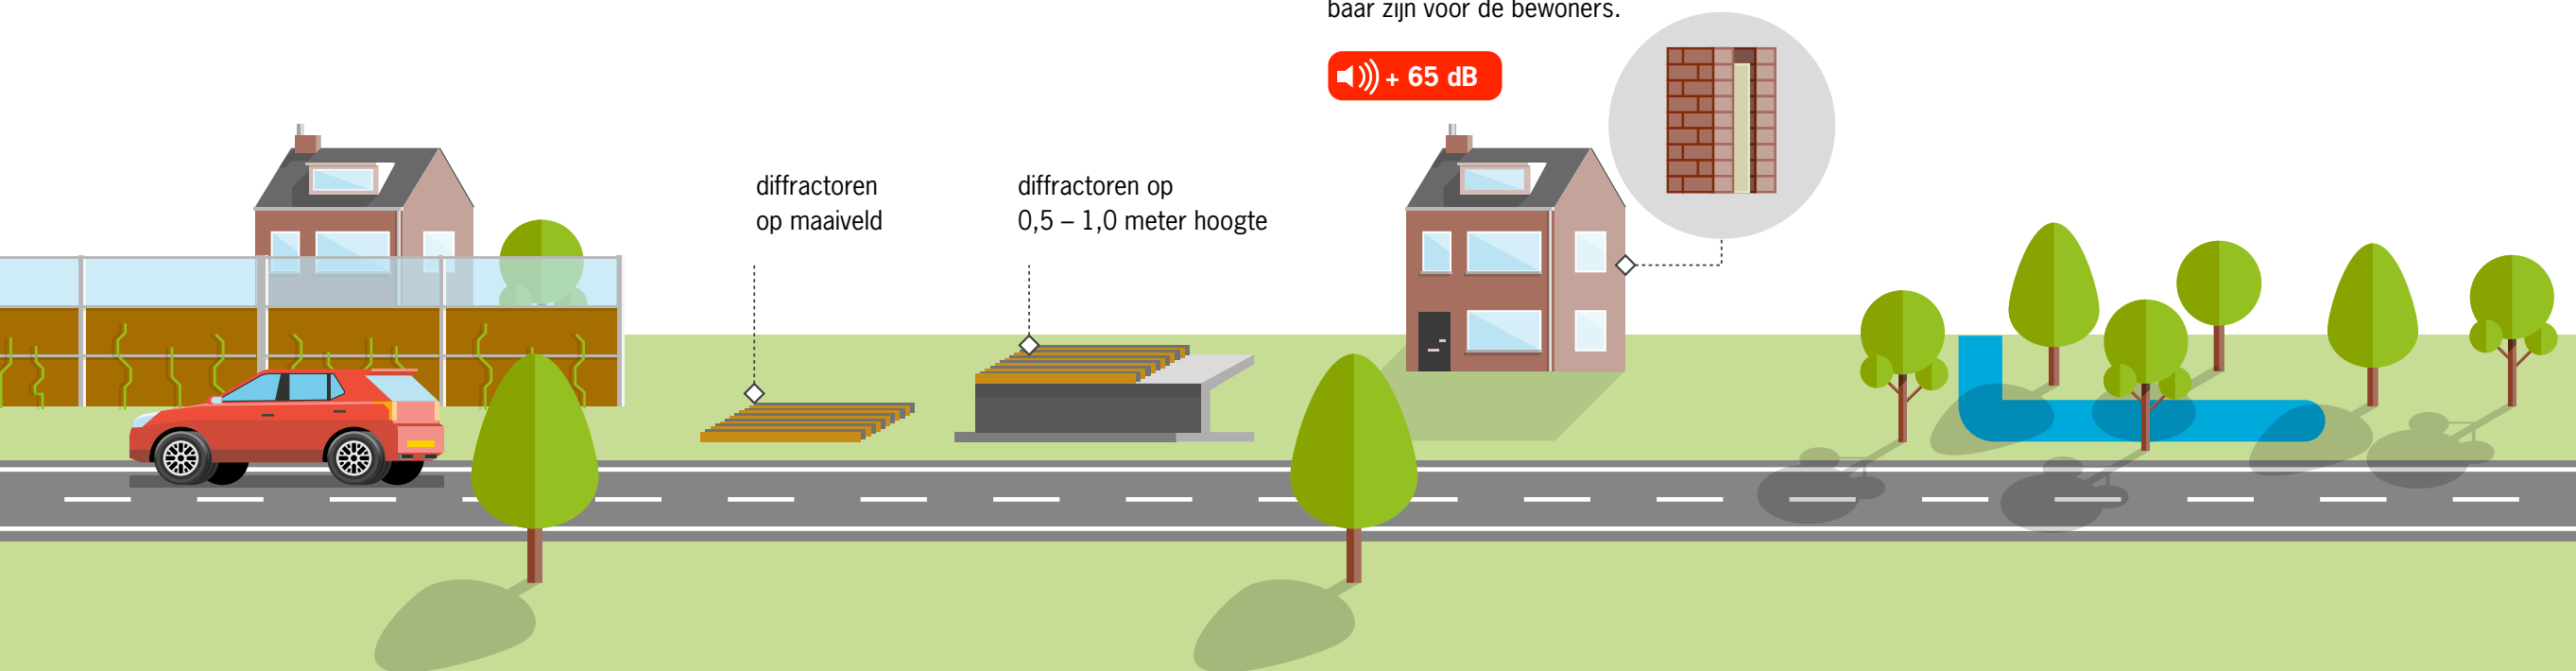 baar zijn voor de bewoners.
+ 65 dB
diffractoren
op maaiveld
diffractoren op
0,5 – 1,0 meter hoogte